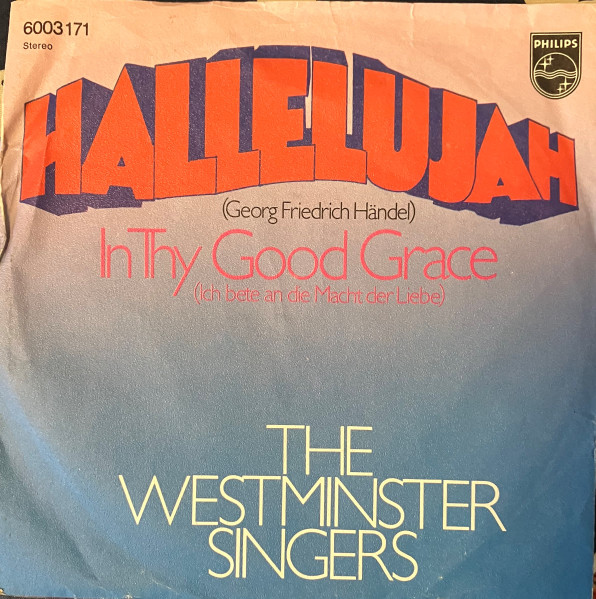 6003171
Stereo
PHILIPS
HALLELUJAH
(Georg Friedrich Händel)
In Thy Good Grace
(Ich bete an die Macht der Liebe)
THE
WESTMINSTER
SINGERS